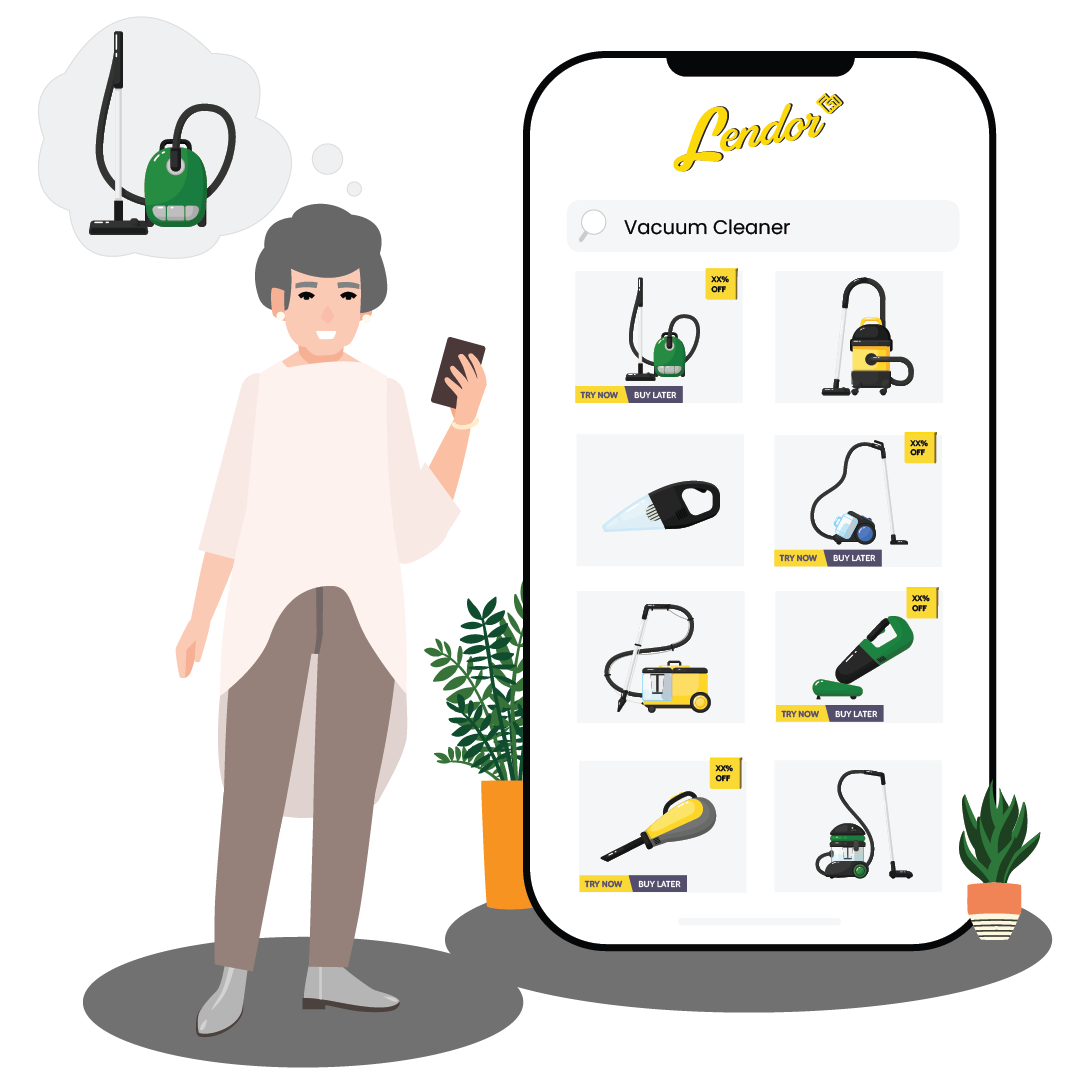 Lendor
Vacuum Cleaner
XX%
OFF
TRY NOW BUY LATER
XX%
OFF
TRY NOW BUY LATER
XX%
OFF
TRY NOW BUY LATER
XX%
OFF
TRY NOW BUY LATER